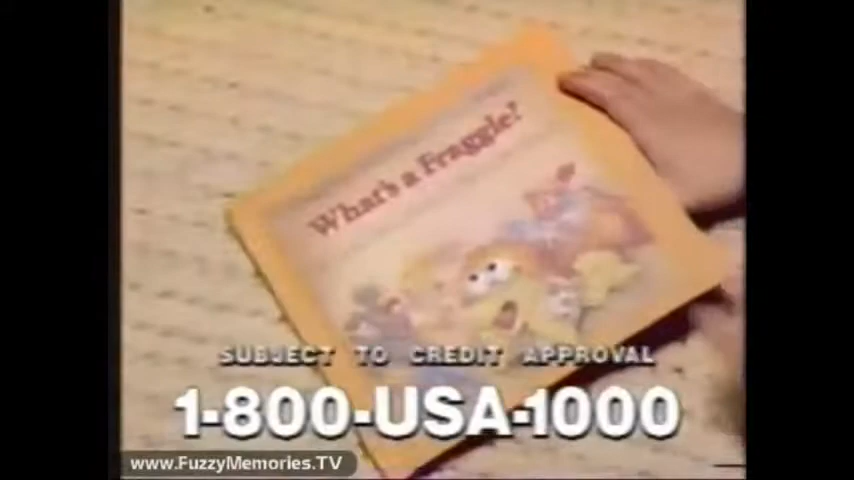 What's a Fraggle?
SUBJECT TO CREDIT APPROVAL
1-800-USA-1000
www.FuzzyMemories.TV